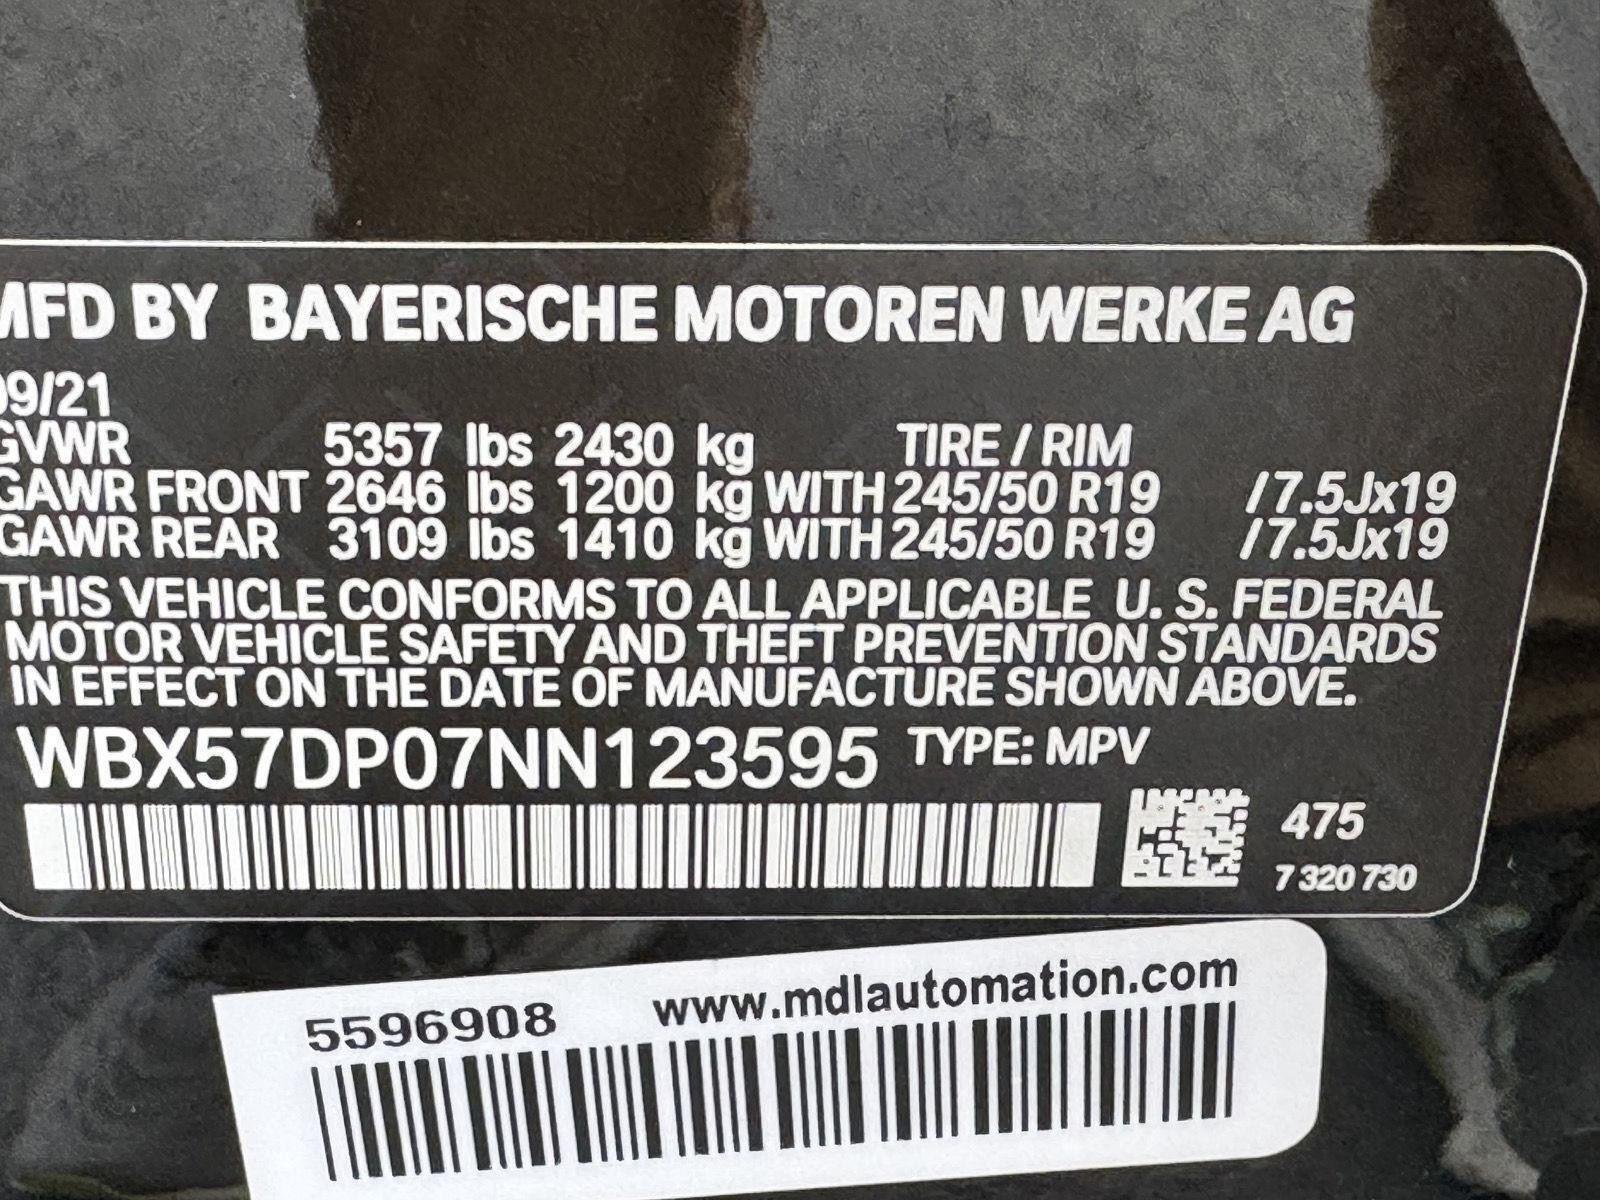 MFD BY BAYERISCHE MOTOREN WERKE AG
09/21
GVWR 5357 lbs 2430 kg TIRE / RIM
GAWR FRONT 2646 lbs 1200 kg WITH 245/50 R19 /7.5Jx19
GAWR REAR 3109 lbs 1410 kg WITH 245/50 R19 /7.5Jx19
THIS VEHICLE CONFORMS TO ALL APPLICABLE U. S. FEDERAL
MOTOR VEHICLE SAFETY AND THEFT PREVENTION STANDARDS
IN EFFECT ON THE DATE OF MANUFACTURE SHOWN ABOVE.
WBX57DP07NN123595 TYPE: MPV
475
7 320 730
5596908 www.mdlautomation.com